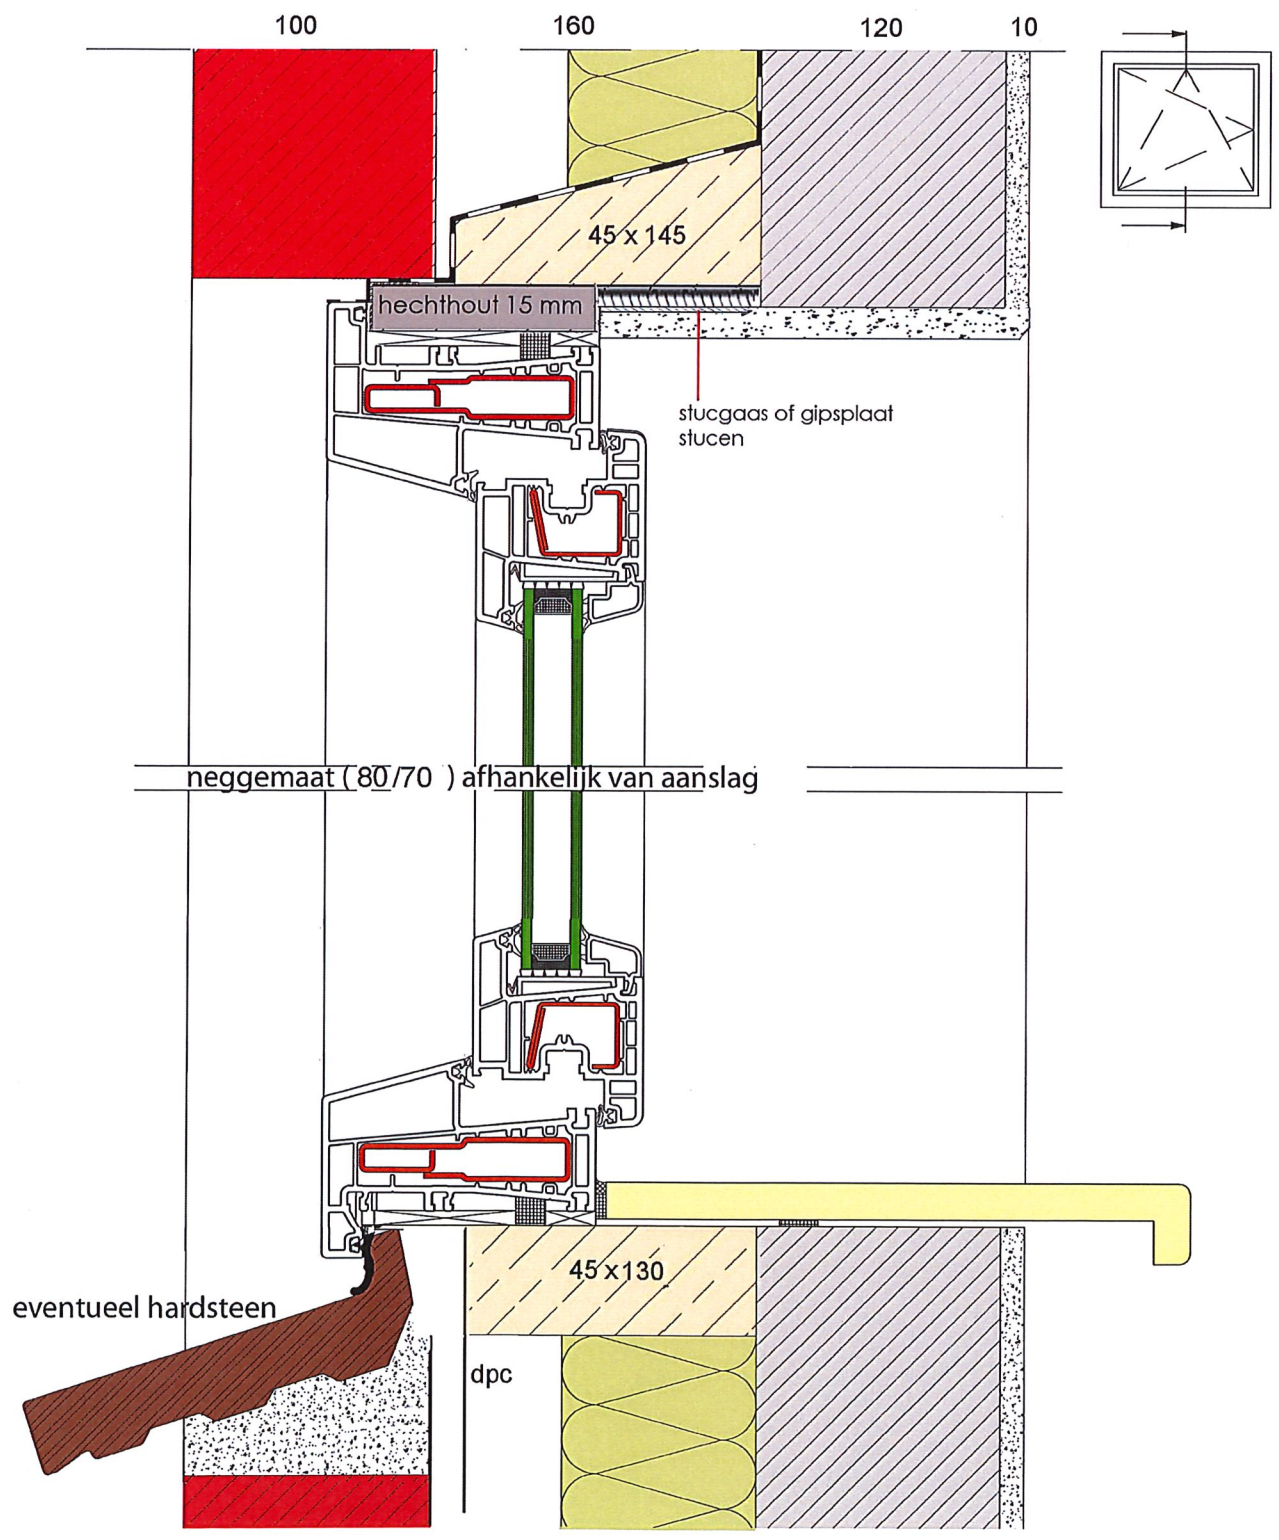 100 160 120 10
45 x 145
hechthout 15 mm
stucgaas of gipsplaat
stucen
neggemaat ( 80/70 ) afhankelijk van aanslag
45 x 130
eventueel hardsteen
dpc